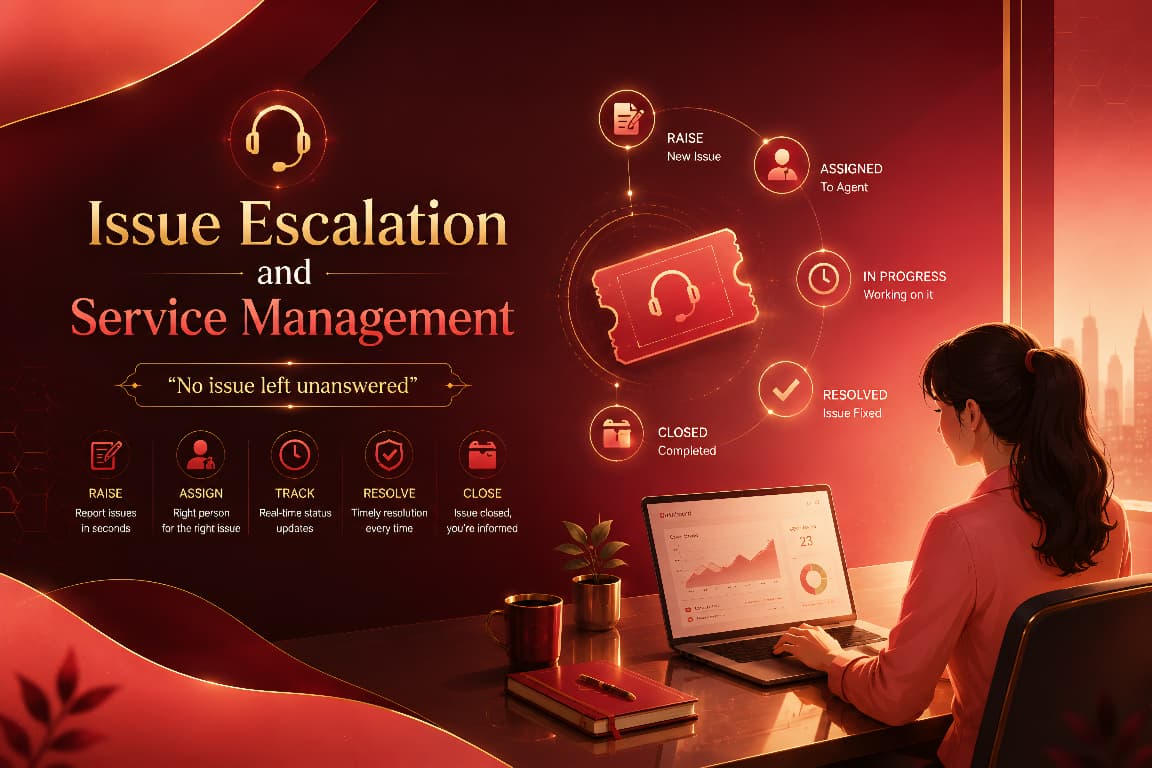 Issue Escalation
and
Service Management
“No issue left unanswered”
RAISE
Report issues
in seconds
ASSIGN
Right person
for the right issue
TRACK
Real-time status
updates
RESOLVE
Timely resolution
every time
CLOSE
Issue closed,
you're informed
RAISE
New Issue
ASSIGNED
To Agent
IN PROGRESS
Working on it
RESOLVED
Issue Fixed
CLOSED
Completed
Dashboard
23